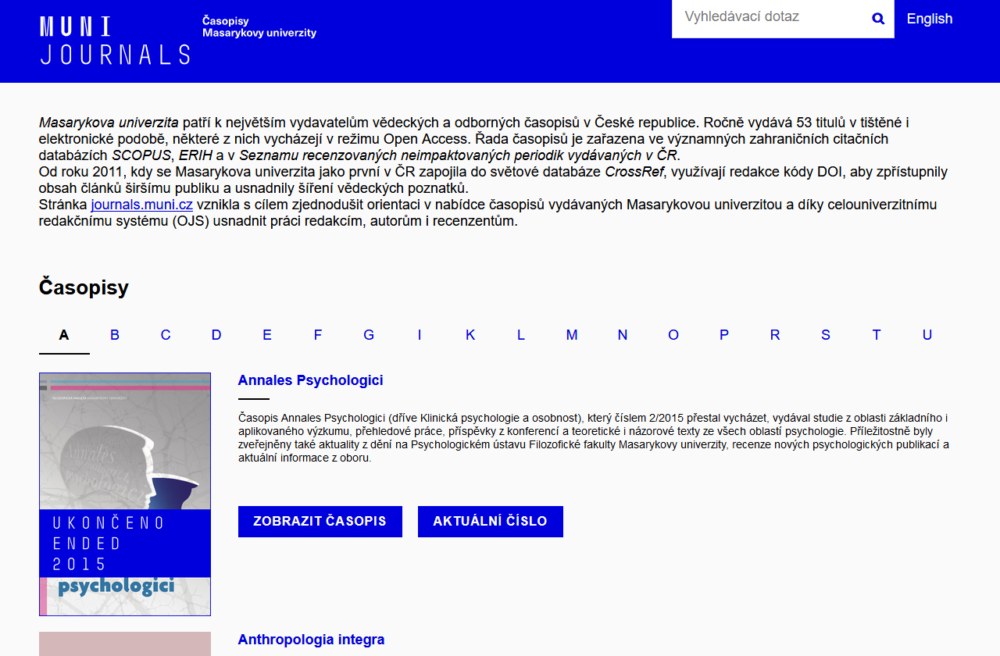 MUNI
JOURNALS
Časopisy
Masarykovy univerzity
Vyhledávací dotaz
English
Masarykova univerzita patří k největším vydavatelům vědeckých a odborných časopisů v České republice. Ročně vydává 53 titulů v tištěné i
elektronické podobě, některé z nich vycházejí v režimu Open Access. Řada časopisů je zařazena ve významných zahraničních citačních
databázích SCOPUS, ERIH a v Seznamu recenzovaných neimpaktovaných periodik vydávaných v ČR.
Od roku 2011, kdy se Masarykova univerzita jako první v ČR zapojila do světové databáze CrossRef, využívají redakce kódy DOI, aby zpřístupnily
obsah článků širšímu publiku a usnadnily šíření vědeckých poznatků.
Stránka journals.muni.cz vznikla s cílem zjednodušit orientaci v nabídce časopisů vydávaných Masarykovou univerzitou a díky celouniverzitnímu
redakčnímu systému (OJS) usnadnit práci redakcím, autorům i recenzentům.
Časopisy
A B C D E F G I K L M N O P R S T U
FILOZOFICKÁ FAKULTA MASARYKOVY UNIVERZITY
Annales
psychologici
UKONČENO
ENDED
2015
psychologici
Annales Psychologici
Časopis Annales Psychologici (dříve Klinická psychologie a osobnost), který číslem 2/2015 přestal vycházet, vydával studie z oblasti základního i
aplikovaného výzkumu, přehledové práce, příspěvky z konferencí a teoretické i názorové texty ze všech oblastí psychologie. Příležitostně byly
zveřejněny také aktuality z dění na Psychologickém ústavu Filozofické fakulty Masarykovy univerzity, recenze nových psychologických publikací a
aktuální informace z oboru.
ZOBRAZIT ČASOPIS
AKTUÁLNÍ ČÍSLO
Anthropologia integra